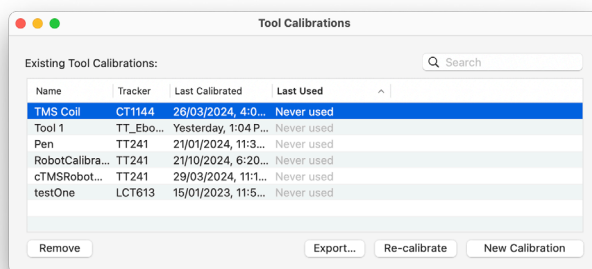 Tool Calibrations
Existing Tool Calibrations:
Search
Name Tracker Last Calibrated Last Used
TMS Coil CT1144 26/03/2024, 4:0... Never used
Tool 1 TT_Ebo... Yesterday, 1:04 P... Never used
Pen TT241 21/01/2024, 11:3... Never used
RobotCalibra... TT241 21/10/2024, 6:20... Never used
cTMSRobot... TT241 29/03/2024, 11:1... Never used
testOne LCT613 15/01/2023, 11:5... Never used
Remove Export... Re-calibrate New Calibration